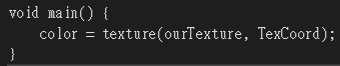 void main() {
    color = texture(ourTexture, TexCoord);
}